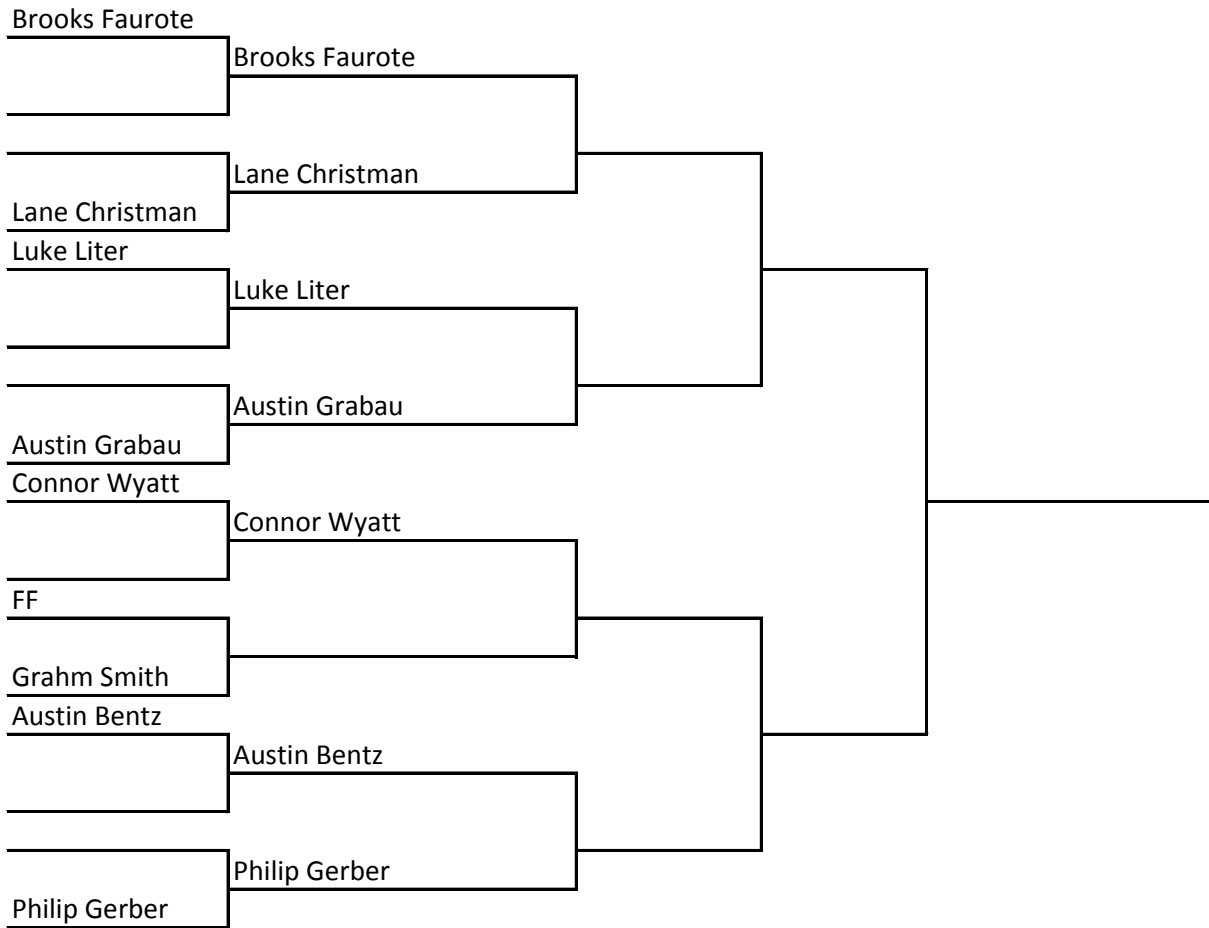 Brooks Faurote
Brooks Faurote
Lane Christman
Lane Christman
Luke Liter
Luke Liter
Austin Grabau
Austin Grabau
Connor Wyatt
Connor Wyatt
FF
Grahm Smith
Austin Bentz
Austin Bentz
Philip Gerber
Philip Gerber